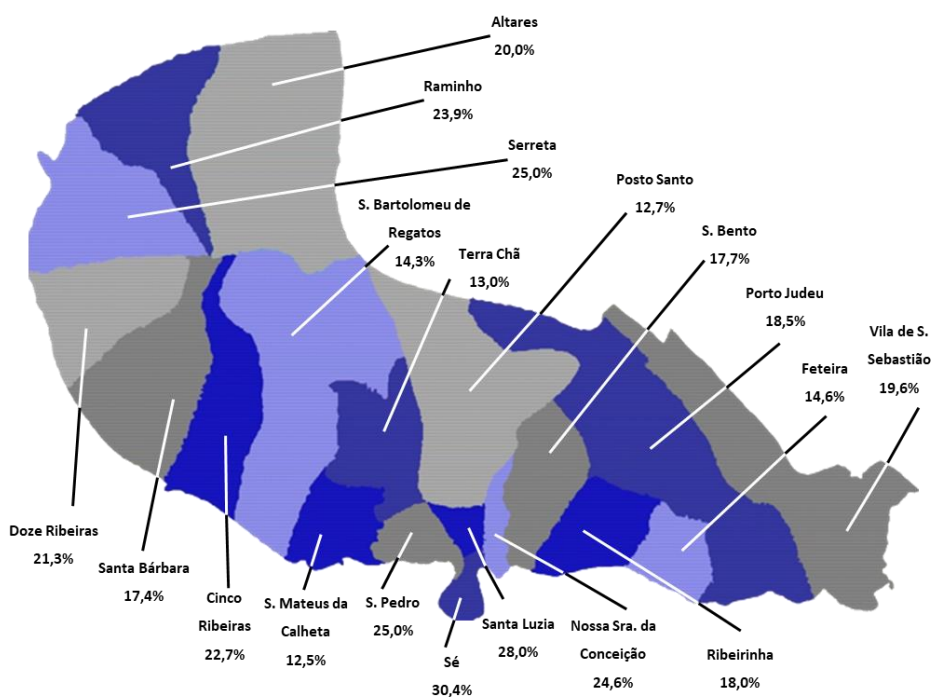 Altares
20,0%
Raminho
23,9%
Serreta
25,0%
Posto Santo
12,7%
S. Bartolomeu de
Regatos
14,3%
Terra Chã
13,0%
S. Bento
17,7%
Porto Judeu
18,5%
Vila de S.
Sebastião
19,6%
Feteira
14,6%
Doze Ribeiras
21,3%
Santa Bárbara
17,4%
Cinco
Ribeiras
22,7%
S. Mateus da
Calheta
12,5%
S. Pedro
25,0%
Sé
30,4%
Santa Luzia
28,0%
Nossa Sra. da
Conceição
24,6%
Ribeirinha
18,0%